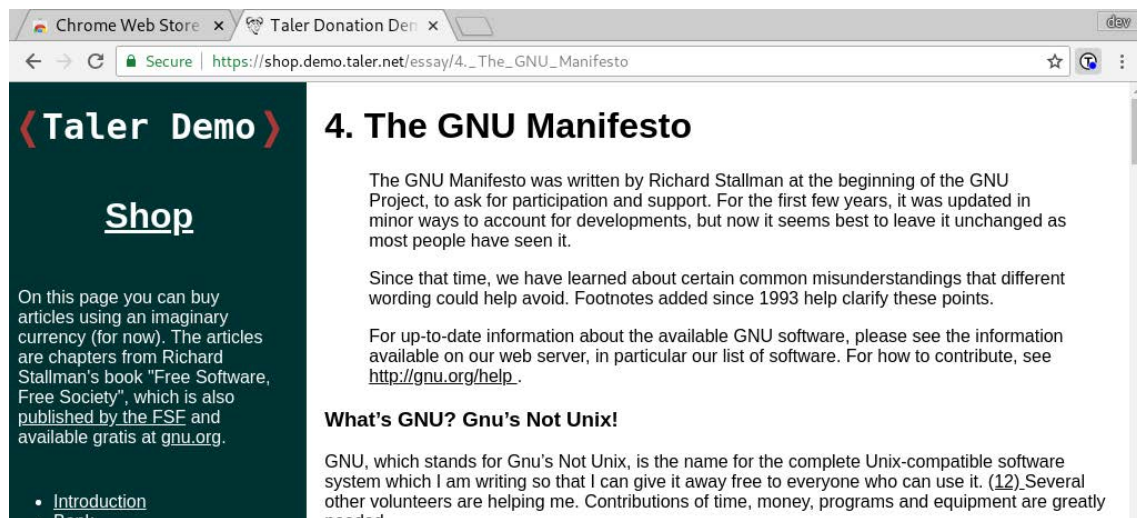 Chrome Web Store
Taler Donation Den
dev
Secure https://shop.demo.taler.net/essay/4._The_GNU_Manifesto
❬Taler Demo❭
Shop
On this page you can buy
articles using an imaginary
currency (for now). The articles
are chapters from Richard
Stallman's book "Free Software,
Free Society", which is also
published by the FSF and
available gratis at gnu.org.
• Introduction
4. The GNU Manifesto
The GNU Manifesto was written by Richard Stallman at the beginning of the GNU
Project, to ask for participation and support. For the first few years, it was updated in
minor ways to account for developments, but now it seems best to leave it unchanged as
most people have seen it.
Since that time, we have learned about certain common misunderstandings that different
wording could help avoid. Footnotes added since 1993 help clarify these points.
For up-to-date information about the available GNU software, please see the information
available on our web server, in particular our list of software. For how to contribute, see
http://gnu.org/help .
What’s GNU? Gnu’s Not Unix!
GNU, which stands for Gnu’s Not Unix, is the name for the complete Unix-compatible software
system which I am writing so that I can give it away free to everyone who can use it. (12) Several
other volunteers are helping me. Contributions of time, money, programs and equipment are greatly